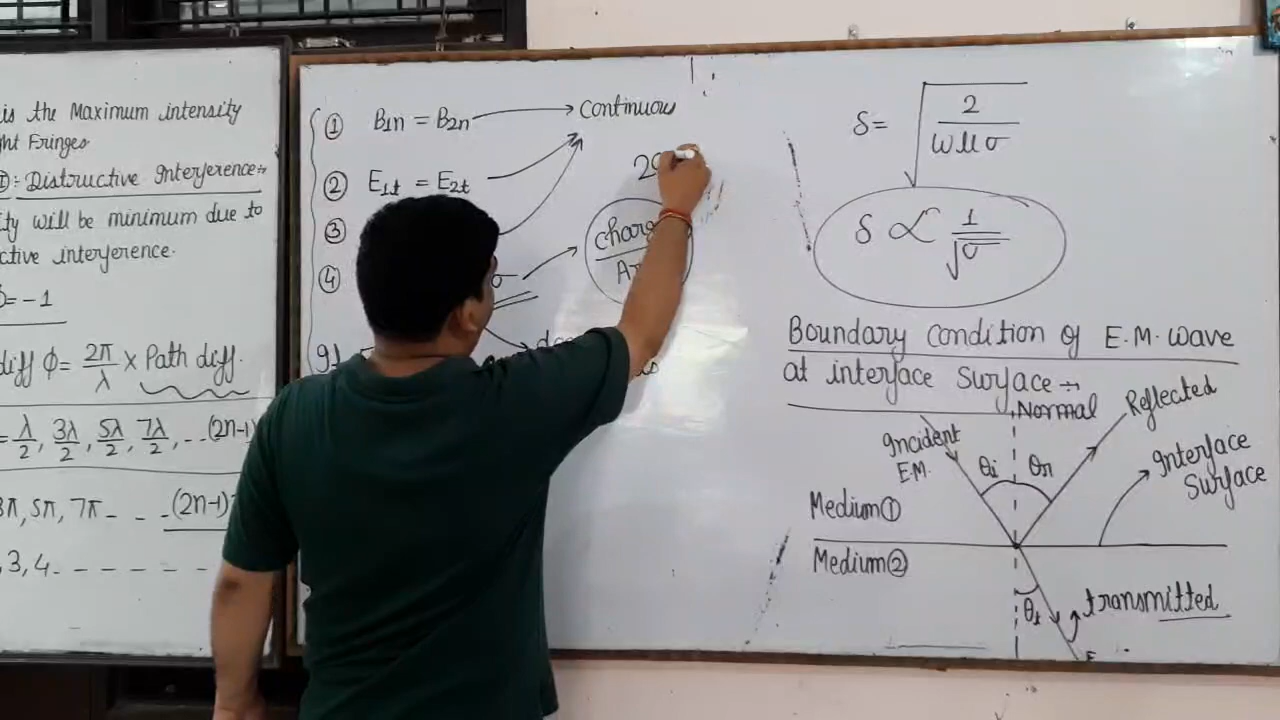 is the Maximum intensity
ht Fringes
Distructive Interference
ty will be minimum due to
ctive interference.
= -1
diff ϕ = 2π/λ × Path diff.
= λ/2, 3λ/2, 5λ/2, 7λ/2, - - (2n-1)
π, 5π, 7π - - - (2n-1)
3, 4 - - - - - -
① B1n = B2n → Continuous
② E1t = E2t
③
④ σ
charg
A
2
δ = √(2/ωμσ)
δ ∝ 1/√σ
Boundary condition of E.M. wave
at interface Surface →
Normal
Reflected
Incident
E.M.
θi θr
Interface
Surface
Medium①
Medium②
θt
transmitted